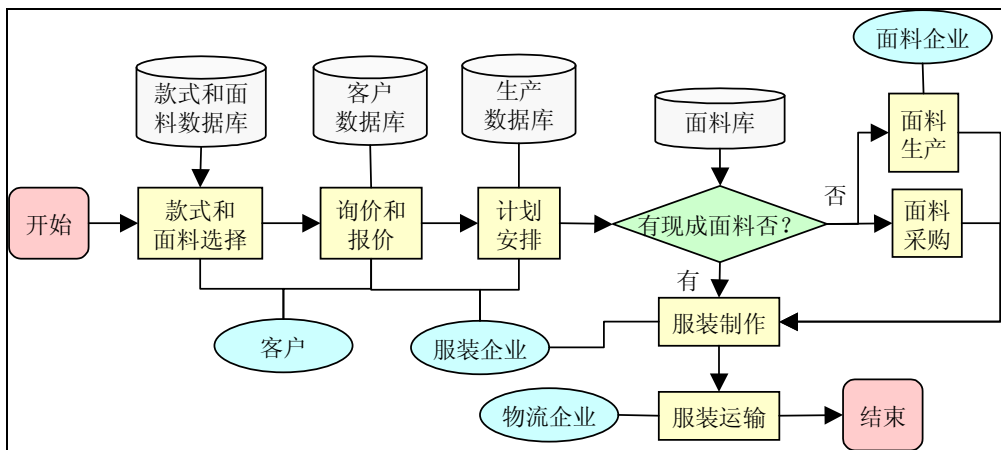 面料企业
款式和面
料数据库
客户
数据库
生产
数据库
面料库
面料
生产
否
开始
款式和
面料选择
询价和
报价
计划
安排
有现成面料否？
面料
采购
有
服装制作
客户
服装企业
物流企业
服装运输
结束